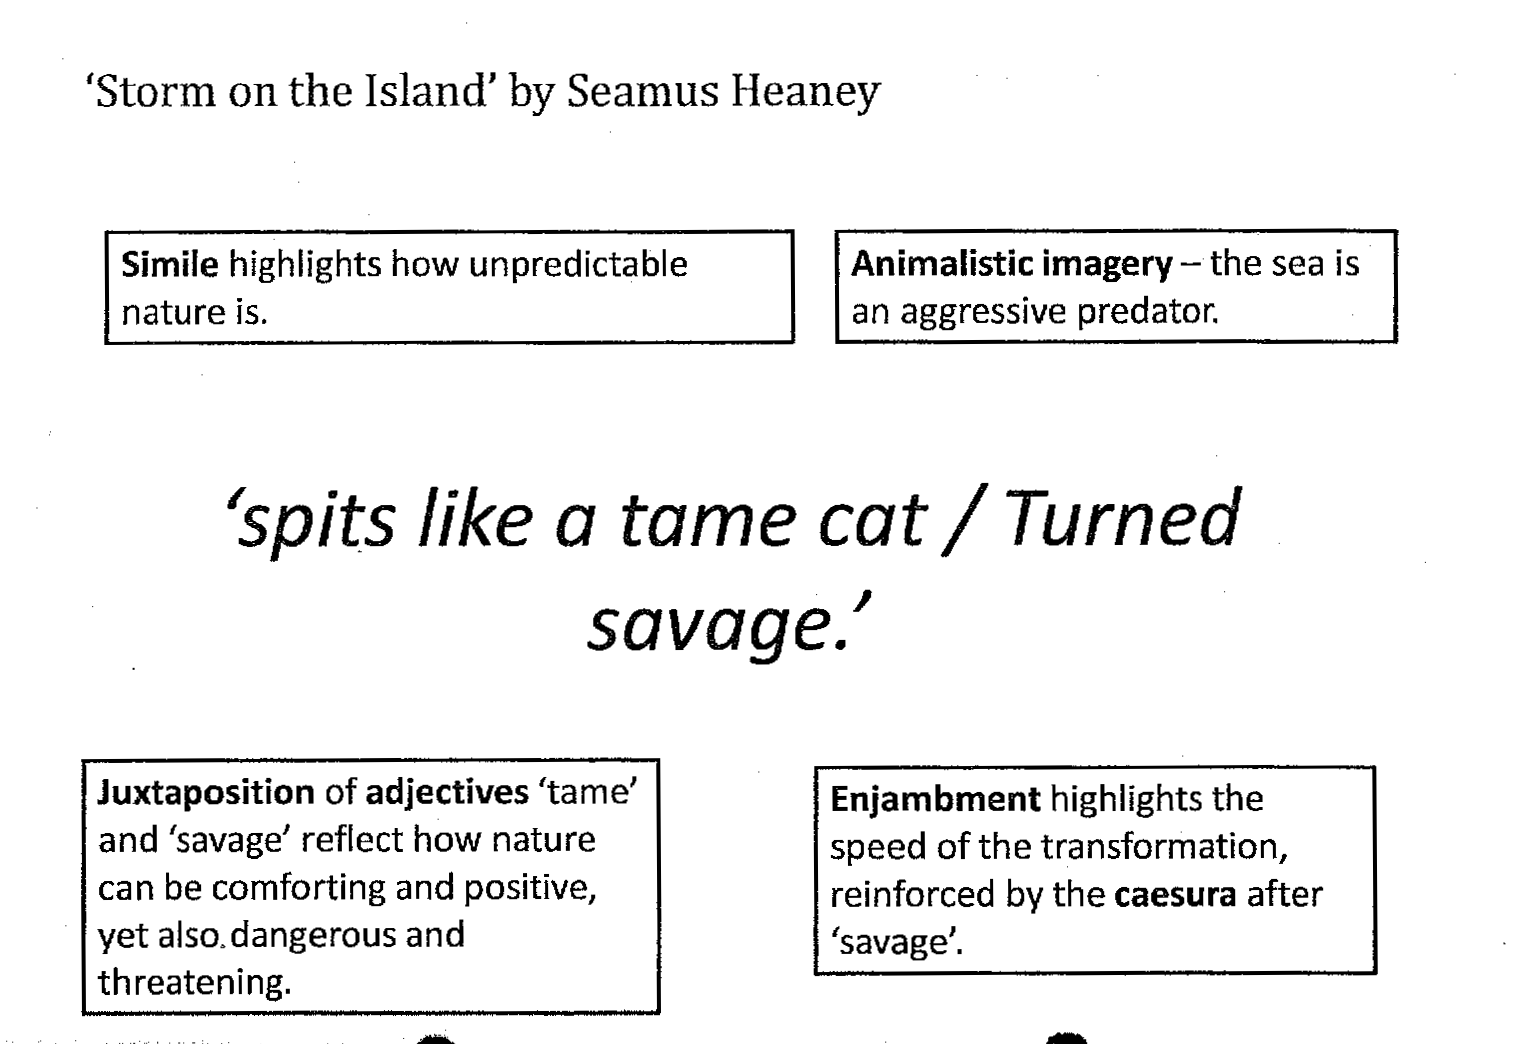 ‘Storm on the Island’ by Seamus Heaney
Simile highlights how unpredictable
nature is.
Animalistic imagery – the sea is
an aggressive predator.
‘spits like a tame cat / Turned
savage.’
Juxtaposition of adjectives ‘tame’
and ‘savage’ reflect how nature
can be comforting and positive,
yet also dangerous and
threatening.
Enjambment highlights the
speed of the transformation,
reinforced by the caesura after
‘savage’.